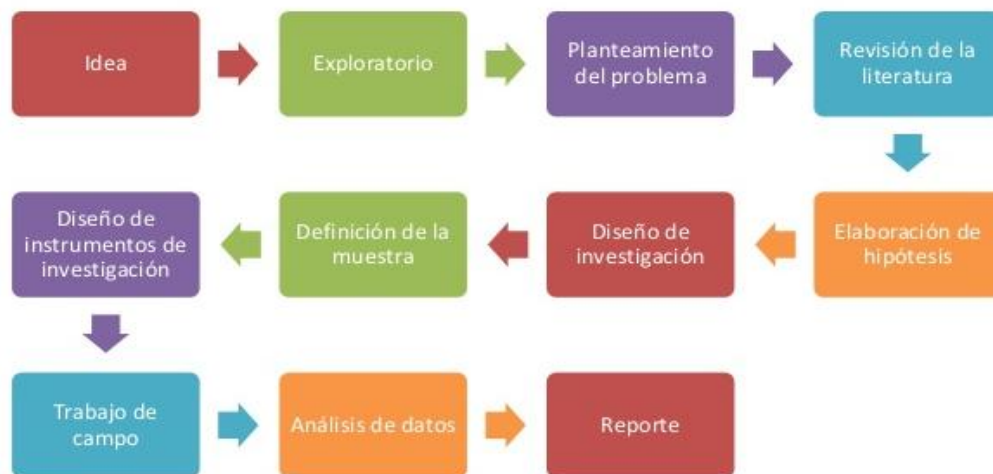 Idea
Exploratorio
Planteamiento
del problema
Revisión de la
literatura
Elaboración de
hipótesis
Diseño de
investigación
Definición de la
muestra
Diseño de
instrumentos de
investigación
Trabajo de
campo
Análisis de datos
Reporte